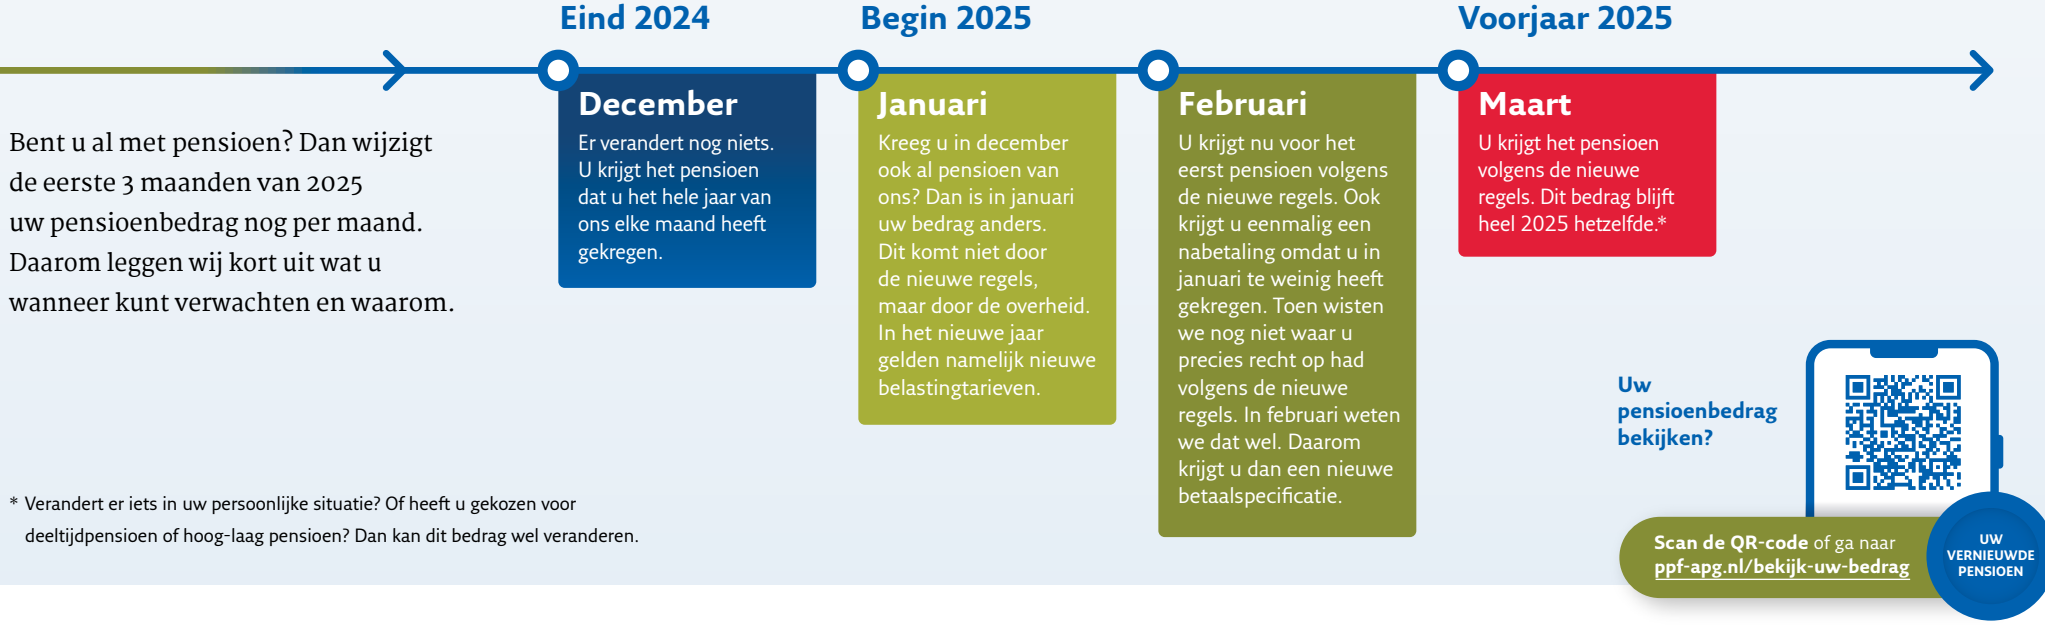 Eind 2024
Begin 2025
Voorjaar 2025
Bent u al met pensioen? Dan wijzigt
de eerste 3 maanden van 2025
uw pensioenbedrag nog per maand.
Daarom leggen wij kort uit wat u
wanneer kunt verwachten en waarom.
December
Er verandert nog niets.
U krijgt het pensioen
dat u het hele jaar van
ons elke maand heeft
gekregen.
Januari
Kreeg u in december
ook al pensioen van
ons? Dan is in januari
uw bedrag anders.
Dit komt niet door
de nieuwe regels,
maar door de overheid.
In het nieuwe jaar
gelden namelijk nieuwe
belastingtarieven.
Februari
U krijgt nu voor het
eerst pensioen volgens
de nieuwe regels. Ook
krijgt u eenmalig een
nabetaling omdat u in
januari te weinig heeft
gekregen. Toen wisten
we nog niet waar u
precies recht op had
volgens de nieuwe
regels. In februari weten
we dat wel. Daarom
krijgt u dan een nieuwe
betaalspecificatie.
Maart
U krijgt het pensioen
volgens de nieuwe
regels. Dit bedrag blijft
heel 2025 hetzelfde.*
* Verandert er iets in uw persoonlijke situatie? Of heeft u gekozen voor
deeltijdpensioen of hoog-laag pensioen? Dan kan dit bedrag wel veranderen.
Uw
pensioenbedrag
bekijken?
Scan de QR-code of ga naar
ppf-apg.nl/bekijk-uw-bedrag
UW
VERNIEUWDE
PENSIOEN